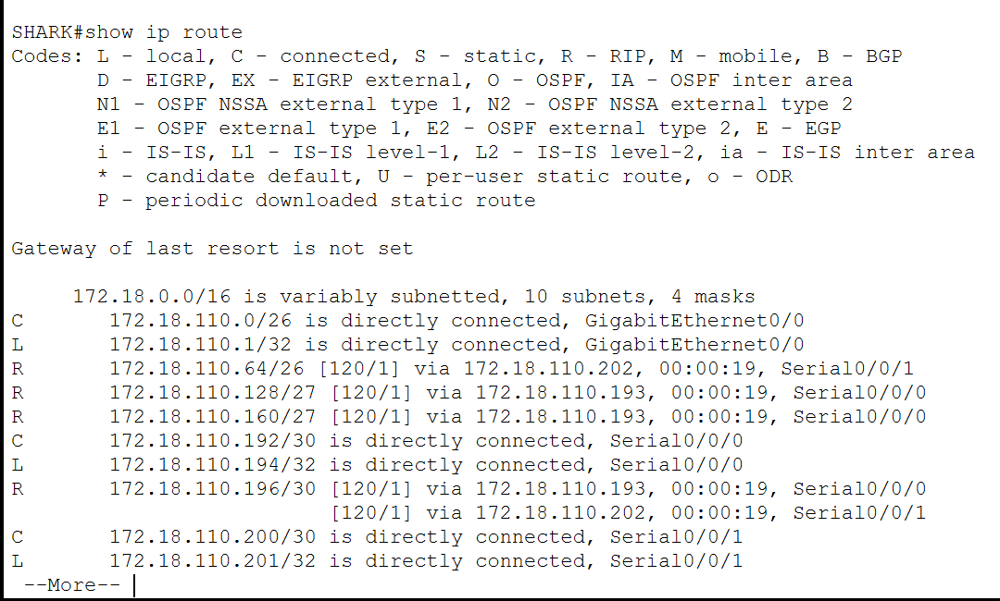 SHARK#show ip route
Codes: L - local, C - connected, S - static, R - RIP, M - mobile, B - BGP
       D - EIGRP, EX - EIGRP external, O - OSPF, IA - OSPF inter area
       N1 - OSPF NSSA external type 1, N2 - OSPF NSSA external type 2
       E1 - OSPF external type 1, E2 - OSPF external type 2, E - EGP
       i - IS-IS, L1 - IS-IS level-1, L2 - IS-IS level-2, ia - IS-IS inter area
       * - candidate default, U - per-user static route, o - ODR
       P - periodic downloaded static route

Gateway of last resort is not set

     172.18.0.0/16 is variably subnetted, 10 subnets, 4 masks
C       172.18.110.0/26 is directly connected, GigabitEthernet0/0
L       172.18.110.1/32 is directly connected, GigabitEthernet0/0
R       172.18.110.64/26 [120/1] via 172.18.110.202, 00:00:19, Serial0/0/1
R       172.18.110.128/27 [120/1] via 172.18.110.193, 00:00:19, Serial0/0/0
R       172.18.110.160/27 [120/1] via 172.18.110.193, 00:00:19, Serial0/0/0
C       172.18.110.192/30 is directly connected, Serial0/0/0
L       172.18.110.194/32 is directly connected, Serial0/0/0
R       172.18.110.196/30 [120/1] via 172.18.110.193, 00:00:19, Serial0/0/0
                          [120/1] via 172.18.110.202, 00:00:19, Serial0/0/1
C       172.18.110.200/30 is directly connected, Serial0/0/1
L       172.18.110.201/32 is directly connected, Serial0/0/1
 --More--